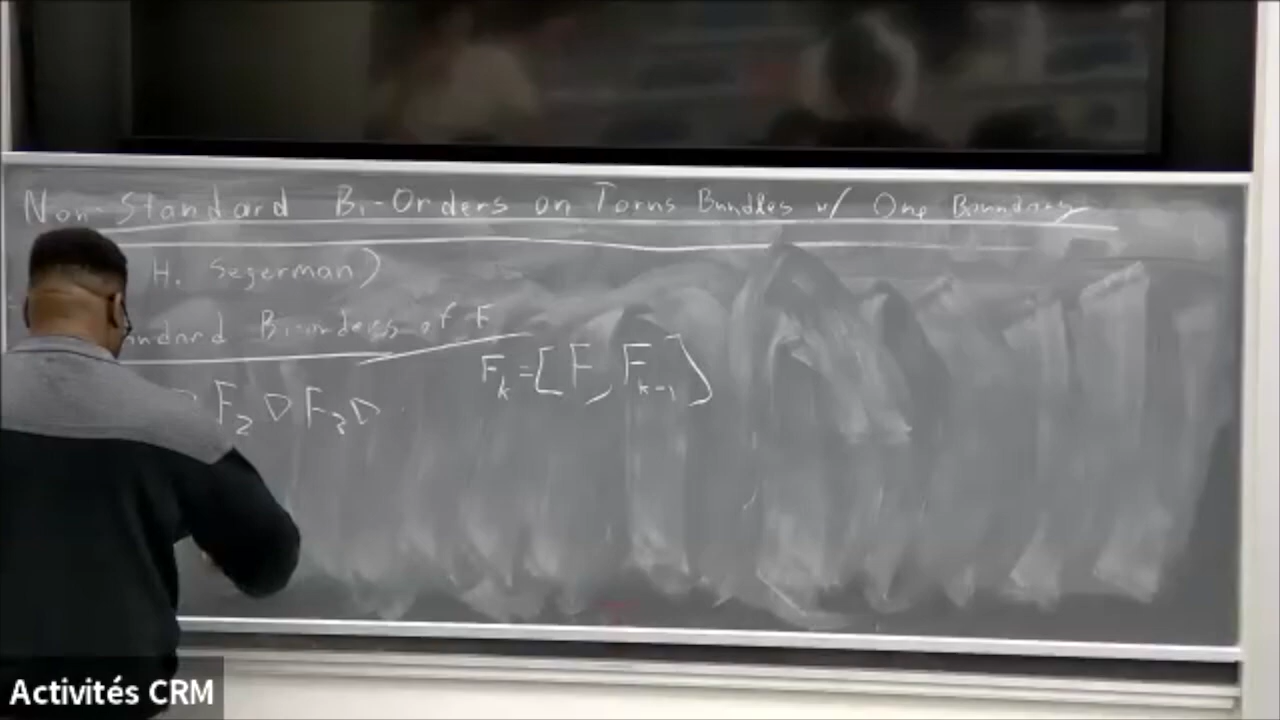 Non-Standard Bi-Orders on Torus Bundles w/ One Boundary
H. Segerman)
ndard Bi-orders of F
F₂ ▷ F₃ ▷
F_k = [F, F_{k-1}]
Activités CRM